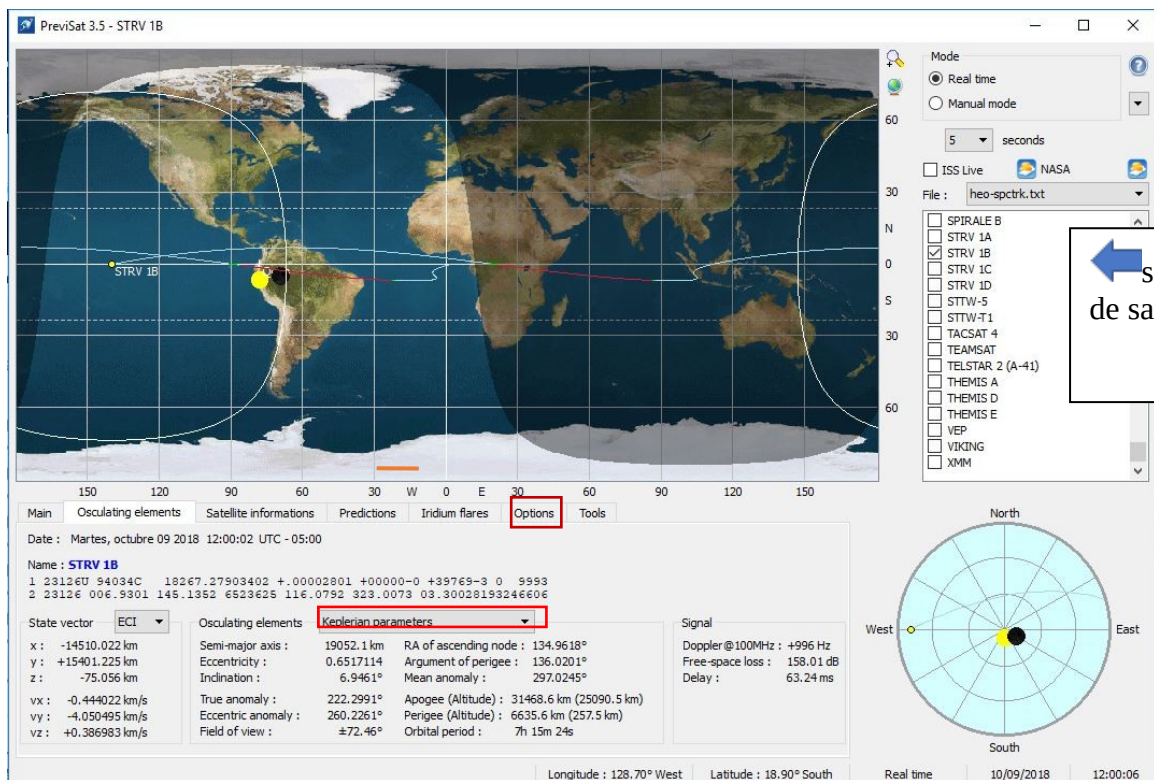 PreviSat 3.5 - STRV 1B
Mode
Real time
Manual mode
5 seconds
ISS Live NASA
File : heo-spctrk.txt
SPIRALE B
STRV 1A
STRV 1B
STRV 1C
STRV 1D
STTW-5
STTW-T1
TACSAT 4
TEAMSAT
TELSTAR 2 (A-41)
THEMIS A
THEMIS D
THEMIS E
VEP
VIKING
XMM
s
de sa
60
30
N
0
S
30
60
STRV 1B
150 120 90 60 30 W 0 E 30 60 90 120 150
Main Osculating elements Satellite informations Predictions Iridium flares Options Tools
Date : Martes, octubre 09 2018 12:00:02 UTC - 05:00
Name : STRV 1B
1 23126U 94034C 18267.27903402 +.00002801 +00000-0 +39769-3 0 9993
2 23126 006.9301 145.1352 6523625 116.0792 323.0073 03.30028193246606
State vector ECI
x : -14510.022 km
y : +15401.225 km
z : -75.056 km
vx : -0.444022 km/s
vy : -4.050495 km/s
vz : +0.386983 km/s
Osculating elements Keplerian parameters
Semi-major axis : 19052.1 km RA of ascending node : 134.9618°
Eccentricity : 0.6517114 Argument of perigee : 136.0201°
Inclination : 6.9461° Mean anomaly : 297.0245°
True anomaly : 222.2991° Apogee (Altitude) : 31468.6 km (25090.5 km)
Eccentric anomaly : 260.2261° Perigee (Altitude) : 6635.6 km (257.5 km)
Field of view : ±72.46° Orbital period : 7h 15m 24s
Signal
Doppler@100MHz : +996 Hz
Free-space loss : 158.01 dB
Delay : 63.24 ms
North
West
East
South
Longitude : 128.70° West Latitude : 18.90° South Real time 10/09/2018 12:00:06